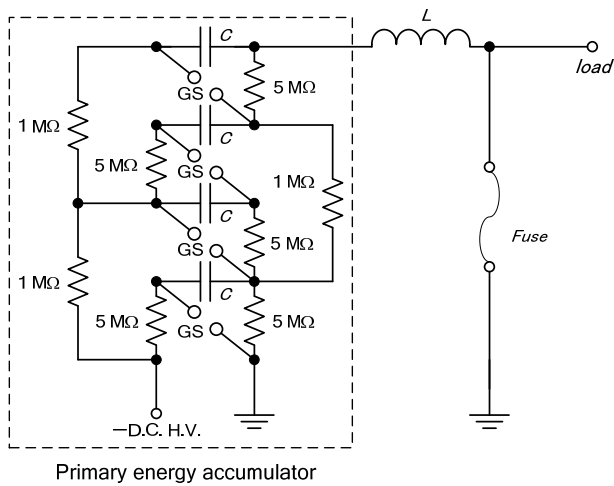 C
L
load
GS
5 MΩ
1 MΩ
C
5 MΩ
1 MΩ
GS
C
Fuse
GS
5 MΩ
1 MΩ
C
5 MΩ
GS
5 MΩ
–D.C. H.V.
Primary energy accumulator